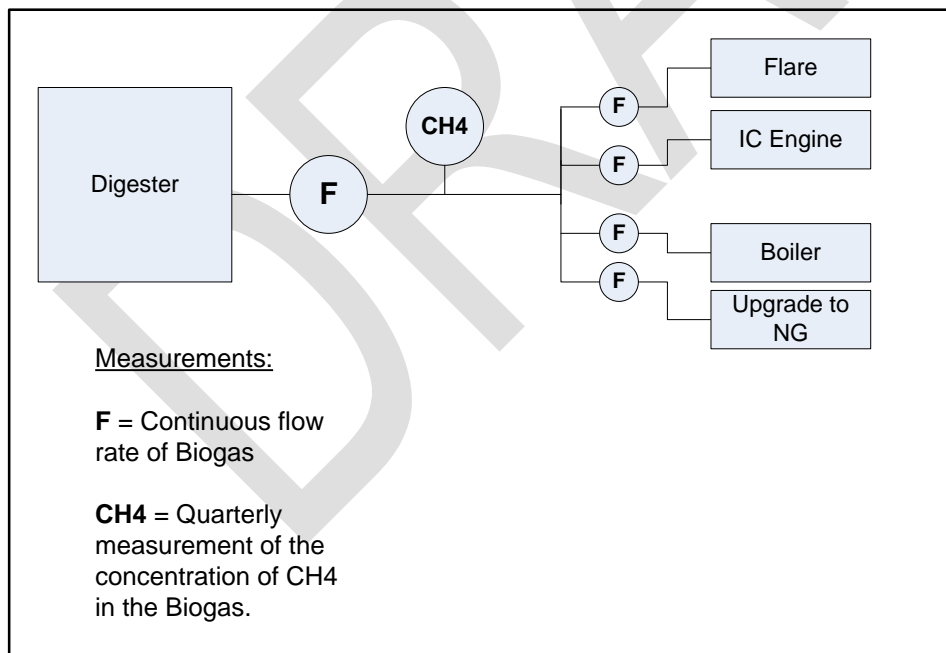 DRA
Flare
F
CH4
F
IC Engine
Digester
F
F
Boiler
F
Upgrade to
NG
Measurements:
F = Continuous flow
rate of Biogas
CH4 = Quarterly
measurement of the
concentration of CH4
in the Biogas.